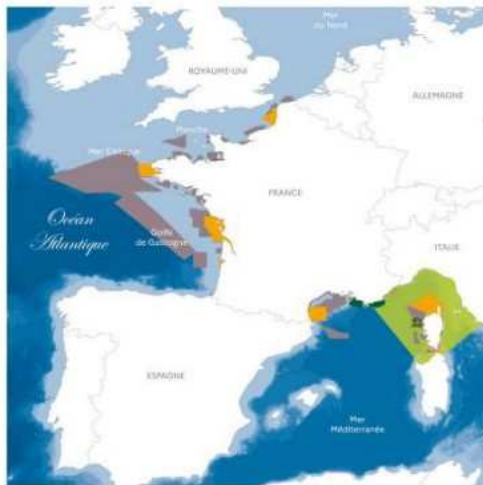 Mer
du Nord
ROYAUME-UNI
ALLEMAGNE
Manche
Mer Celtique
FRANCE
Océan
Atlantique
Golfe
de Gascogne
ITALIE
ESPAGNE
Mer
Méditerranée